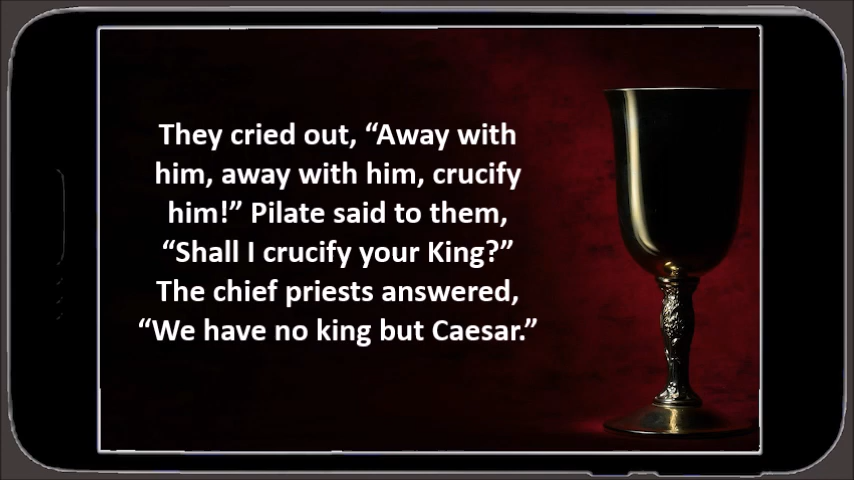 They cried out, “Away with
him, away with him, crucify
him!” Pilate said to them,
“Shall I crucify your King?”
The chief priests answered,
“We have no king but Caesar.”